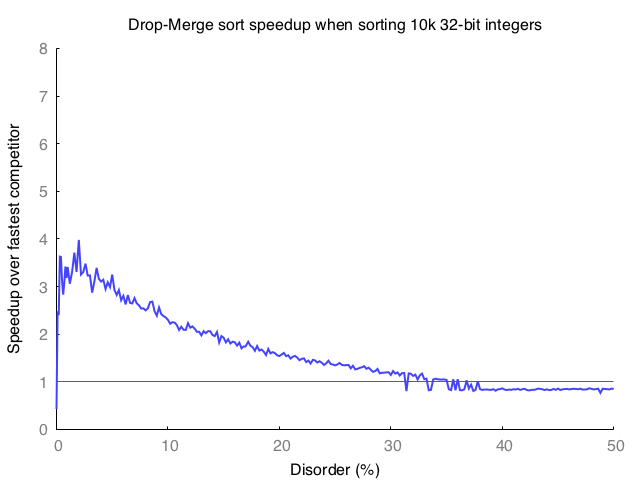 Drop-Merge sort speedup when sorting 10k 32-bit integers
8
7
6
5
4
3
2
1
0
Speedup over fastest competitor
0 10 20 30 40 50
Disorder (%)